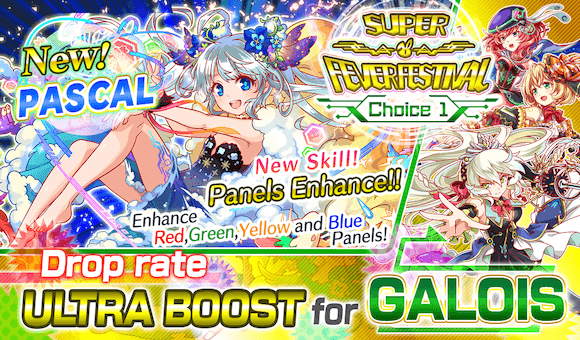 New!
PASCAL
SUPER
FEVERFESTIVAL
Choice 1
New Skill!
Panels Enhance!!
Enhance
Red,Green,Yellow and Blue
Panels!
Drop rate
ULTRA BOOST for GALOIS